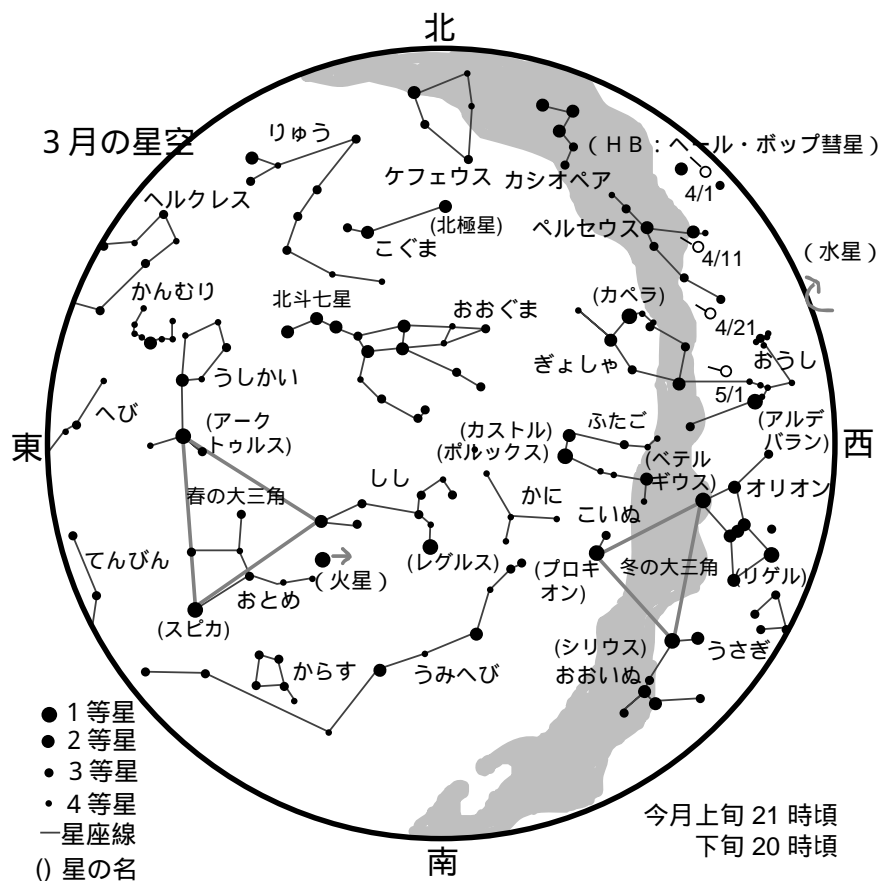 北
3月の星空
りゅう
(HB:ヘール・ボップ彗星)
ケフェウス
カシオペア
4/1
ヘルクレス
(北極星)
ペルセウス
こぐま
4/11
(水星)
かんむり
北斗七星
おおぐま
(カペラ)
4/21
ぎょしゃ
おうし
うしかい
5/1
へび
(アーク
トゥルス)
(カストル)
(ポルックス)
ふたご
(アルデ
バラン)
東
西
しし
(ベテル
ギウス)
春の大三角
かに
オリオン
こいぬ
てんびん
(火星)
(レグルス)
(プロキ
オン)
冬の大三角
(リゲル)
おとめ
(スピカ)
(シリウス)
うさぎ
からす
うみへび
おおいぬ
1等星
2等星
3等星
4等星
星座線
() 星の名
今月上旬 21 時頃
下旬 20 時頃
南